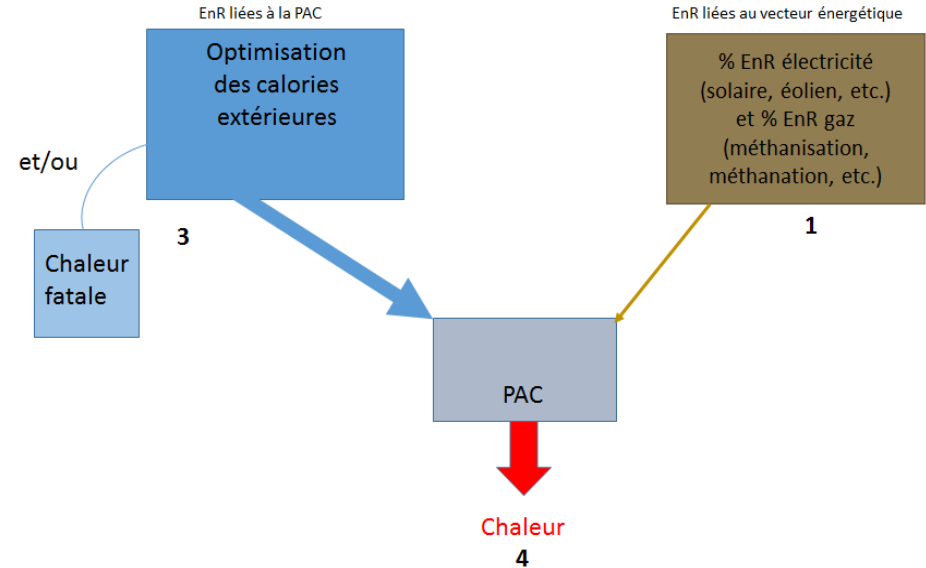 EnR liées à la PAC
EnR liées au vecteur énergétique
Optimisation
des calories
extérieures
% EnR électricité
(solaire, éolien, etc.)
et % EnR gaz
(méthanisation,
méthanation, etc.)
et/ou
3
1
Chaleur
fatale
PAC
Chaleur
4